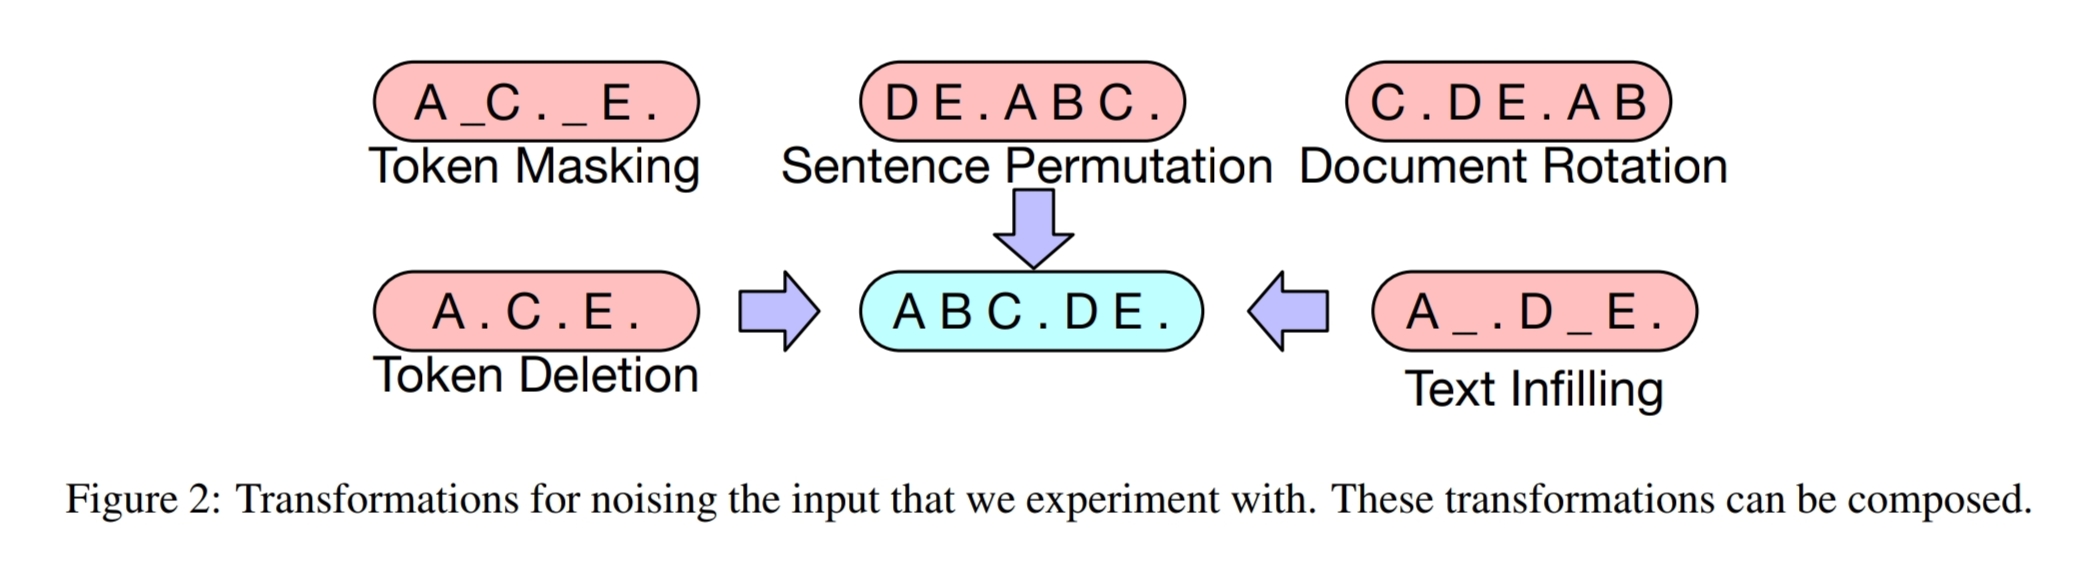 A _C . _ E .
D E . A B C .
C . D E . A B
Token Masking
Sentence Permutation
Document Rotation
A . C . E .
A B C . D E .
A _ . D _ E .
Token Deletion
Text Infilling
Figure 2: Transformations for noising the input that we experiment with. These transformations can be composed.